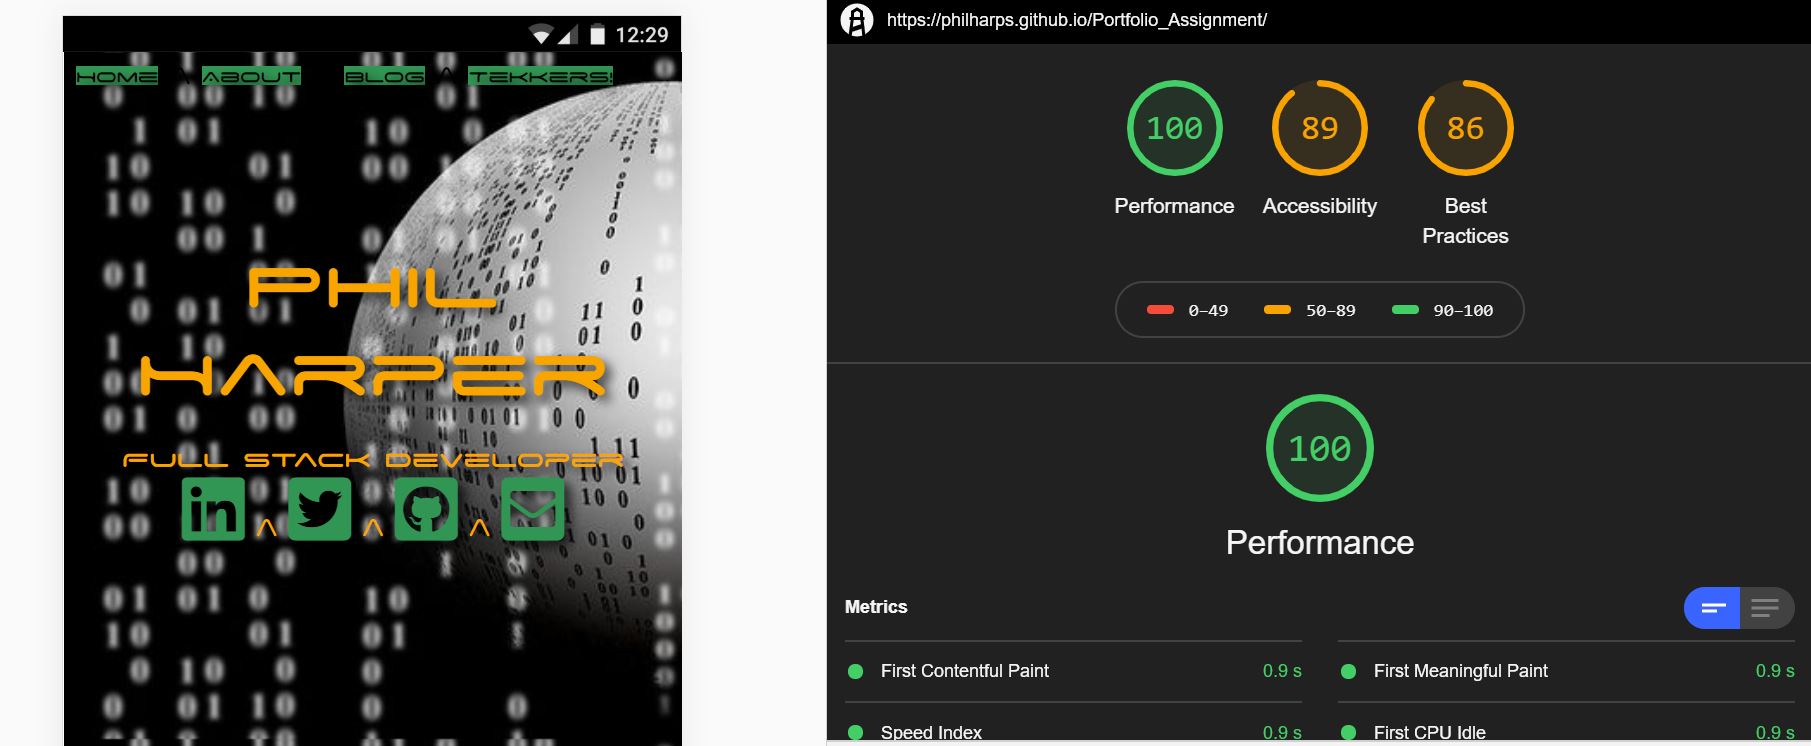 12:29
HOME ABOUT BLOG TEKKERS!
PHIL
HARPER
FULL STACK DEVELOPER
in
https://philharps.github.io/Portfolio_Assignment/
100 89 86
Performance Accessibility Best
Practices
0–49 50–89 90–100
100
Performance
Metrics
First Contentful Paint 0.9 s First Meaningful Paint 0.9 s
Speed Index 0.9 s First CPU Idle 0.9 s